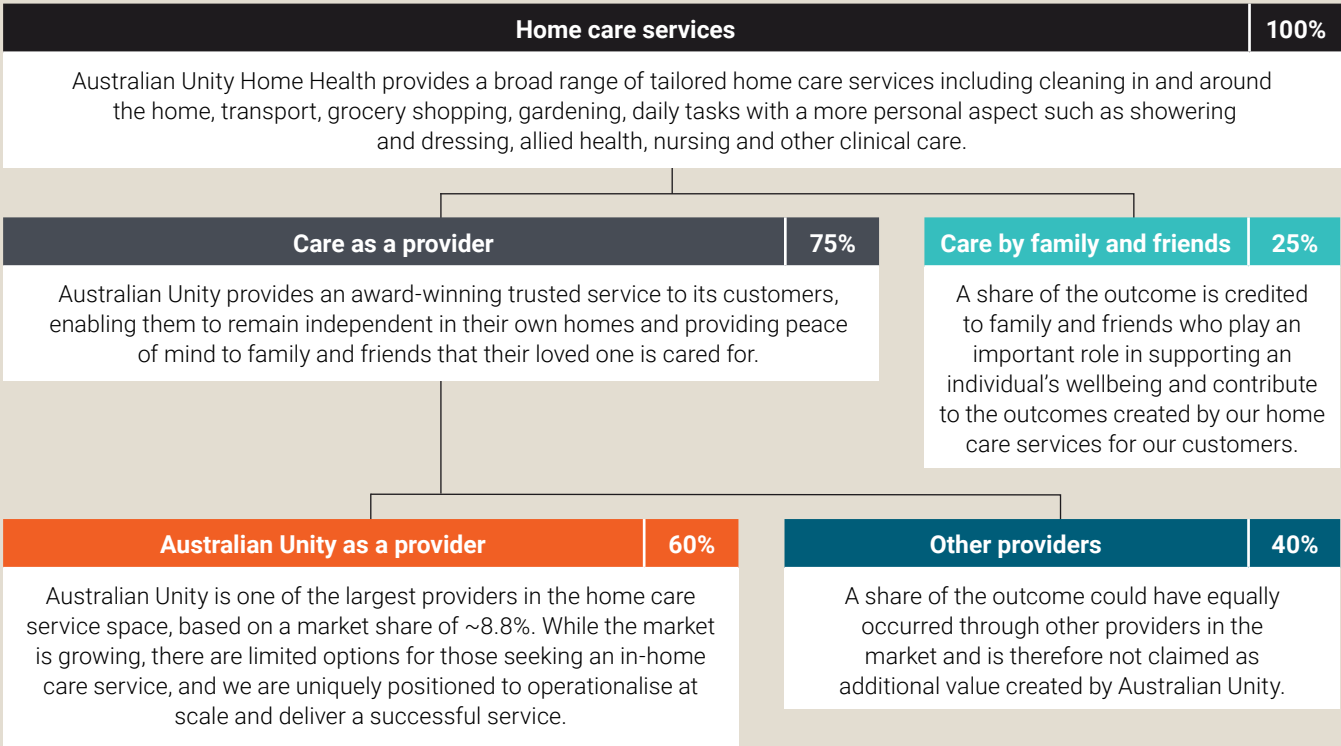 Home care services 100%
Australian Unity Home Health provides a broad range of tailored home care services including cleaning in and around
the home, transport, grocery shopping, gardening, daily tasks with a more personal aspect such as showering
and dressing, allied health, nursing and other clinical care.
Care as a provider 75%
Australian Unity provides an award-winning trusted service to its customers,
enabling them to remain independent in their own homes and providing peace
of mind to family and friends that their loved one is cared for.
Care by family and friends 25%
A share of the outcome is credited
to family and friends who play an
important role in supporting an
individual’s wellbeing and contribute
to the outcomes created by our home
care services for our customers.
Australian Unity as a provider 60%
Australian Unity is one of the largest providers in the home care
service space, based on a market share of ~8.8%. While the market
is growing, there are limited options for those seeking an in-home
care service, and we are uniquely positioned to operationalise at
scale and deliver a successful service.
Other providers 40%
A share of the outcome could have equally
occurred through other providers in the
market and is therefore not claimed as
additional value created by Australian Unity.